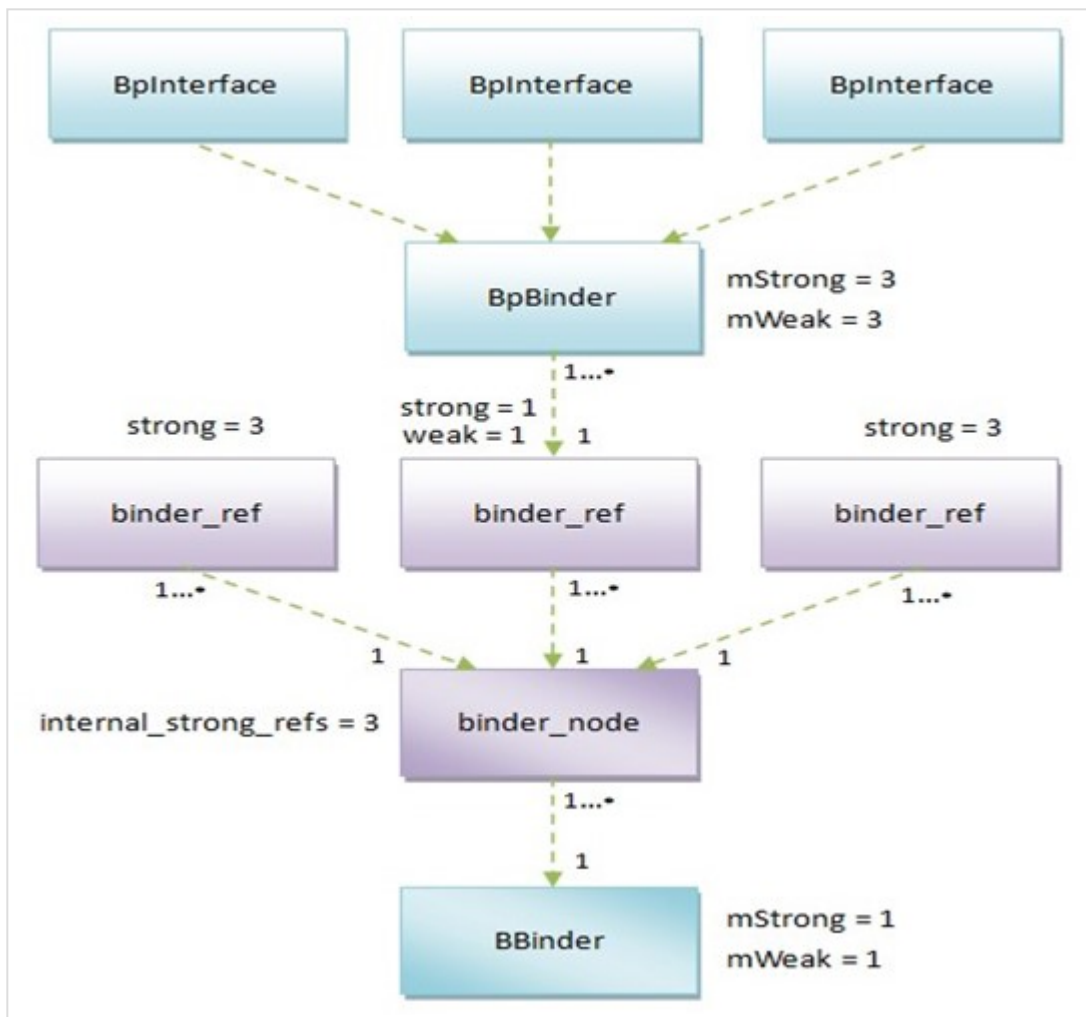 BpInterface
BpInterface
BpInterface
BpBinder
mStrong = 3
mWeak = 3
1...•
strong = 1
weak = 1
1
strong = 3
strong = 3
binder_ref
binder_ref
binder_ref
1...•
1...•
1...•
1
1
1
internal_strong_refs = 3
binder_node
1...•
1
BBinder
mStrong = 1
mWeak = 1